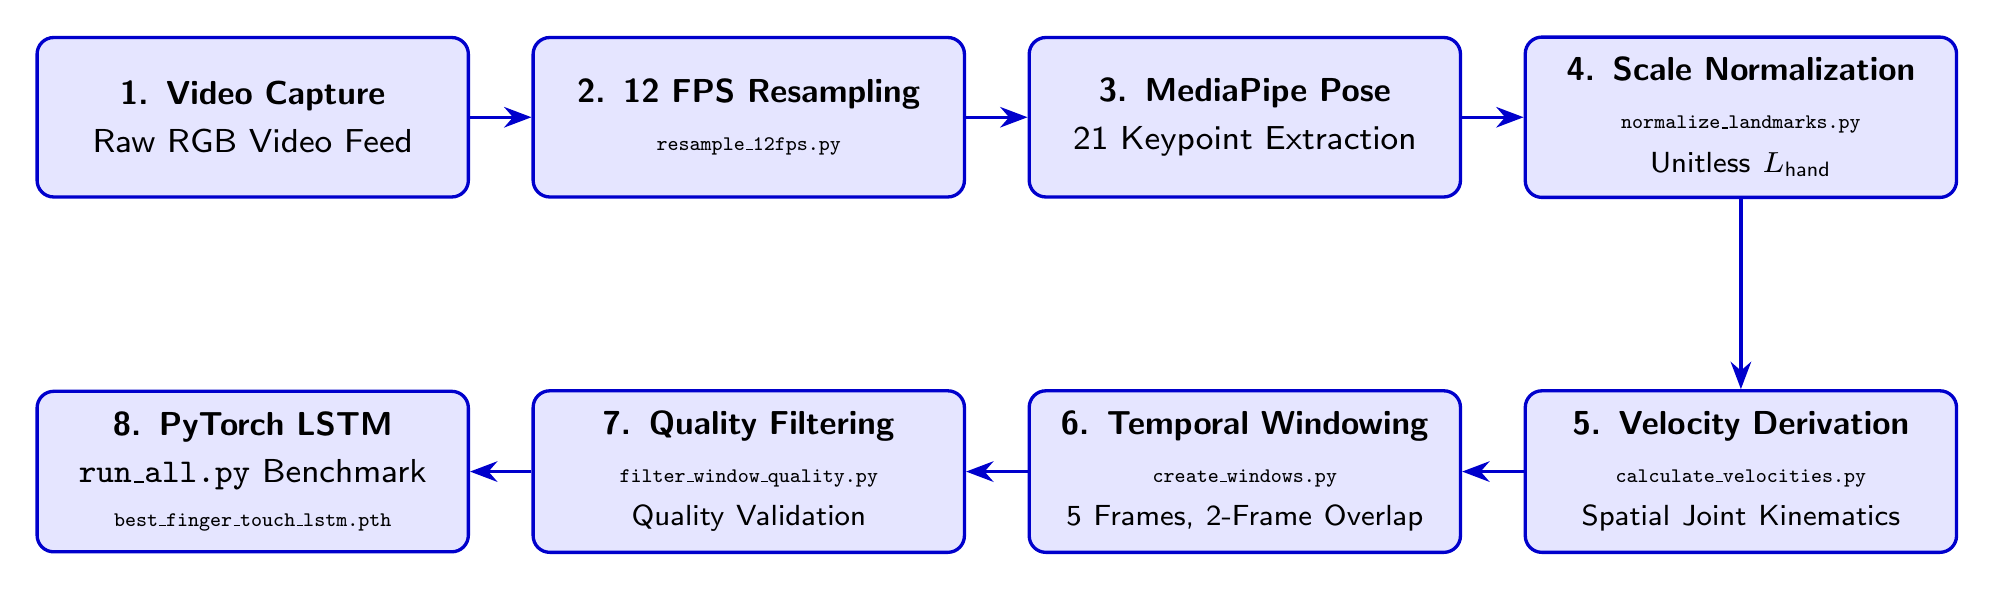 1. Video Capture
Raw RGB Video Feed
2. 12 FPS Resampling
resample_12fps.py
3. MediaPipe Pose
21 Keypoint Extraction
4. Scale Normalization
normalize_landmarks.py
Unitless L_hand
5. Velocity Derivation
calculate_velocities.py
Spatial Joint Kinematics
6. Temporal Windowing
create_windows.py
5 Frames, 2-Frame Overlap
7. Quality Filtering
filter_window_quality.py
Quality Validation
8. PyTorch LSTM
run_all.py Benchmark
best_finger_touch_lstm.pth